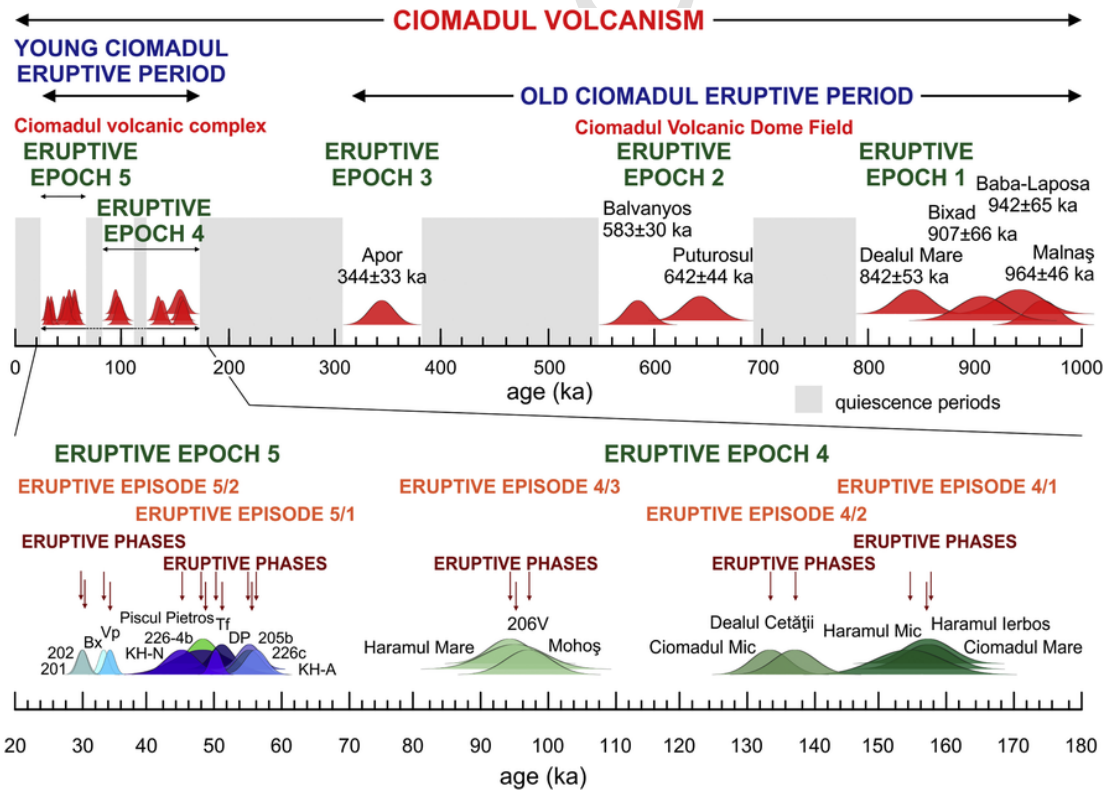 CIOMADUL VOLCANISM
YOUNG CIOMADUL
ERUPTIVE PERIOD
OLD CIOMADUL ERUPTIVE PERIOD
Ciomadul volcanic complex
Ciomadul Volcanic Dome Field
ERUPTIVE
EPOCH 5
ERUPTIVE
EPOCH 4
ERUPTIVE
EPOCH 3
ERUPTIVE
EPOCH 2
ERUPTIVE
EPOCH 1
Apor
344±33 ka
Balvanyos
583±30 ka
Puturosul
642±44 ka
Dealul Mare
842±53 ka
Bixad
907±66 ka
Baba-Laposa
942±65 ka
Malnaş
964±46 ka
0 100 200 300 400 500 600 700 800 900 1000
age (ka)
quiescence periods
ERUPTIVE EPOCH 5
ERUPTIVE EPOCH 4
ERUPTIVE EPISODE 5/2
ERUPTIVE EPISODE 5/1
ERUPTIVE EPISODE 4/3
ERUPTIVE EPISODE 4/2
ERUPTIVE EPISODE 4/1
ERUPTIVE PHASES
ERUPTIVE PHASES
ERUPTIVE PHASES
ERUPTIVE PHASES
ERUPTIVE PHASES
202
201
Bx
Vp
Piscul Pietros
226-4b
KH-N
Tf
DP
205b
226c
KH-A
Haramul Mare
206V
Mohoş
Ciomadul Mic
Dealul Cetăţii
Haramul Mic
Haramul Ierbos
Ciomadul Mare
20 30 40 50 60 70 80 90 100 110 120 130 140 150 160 170 180
age (ka)